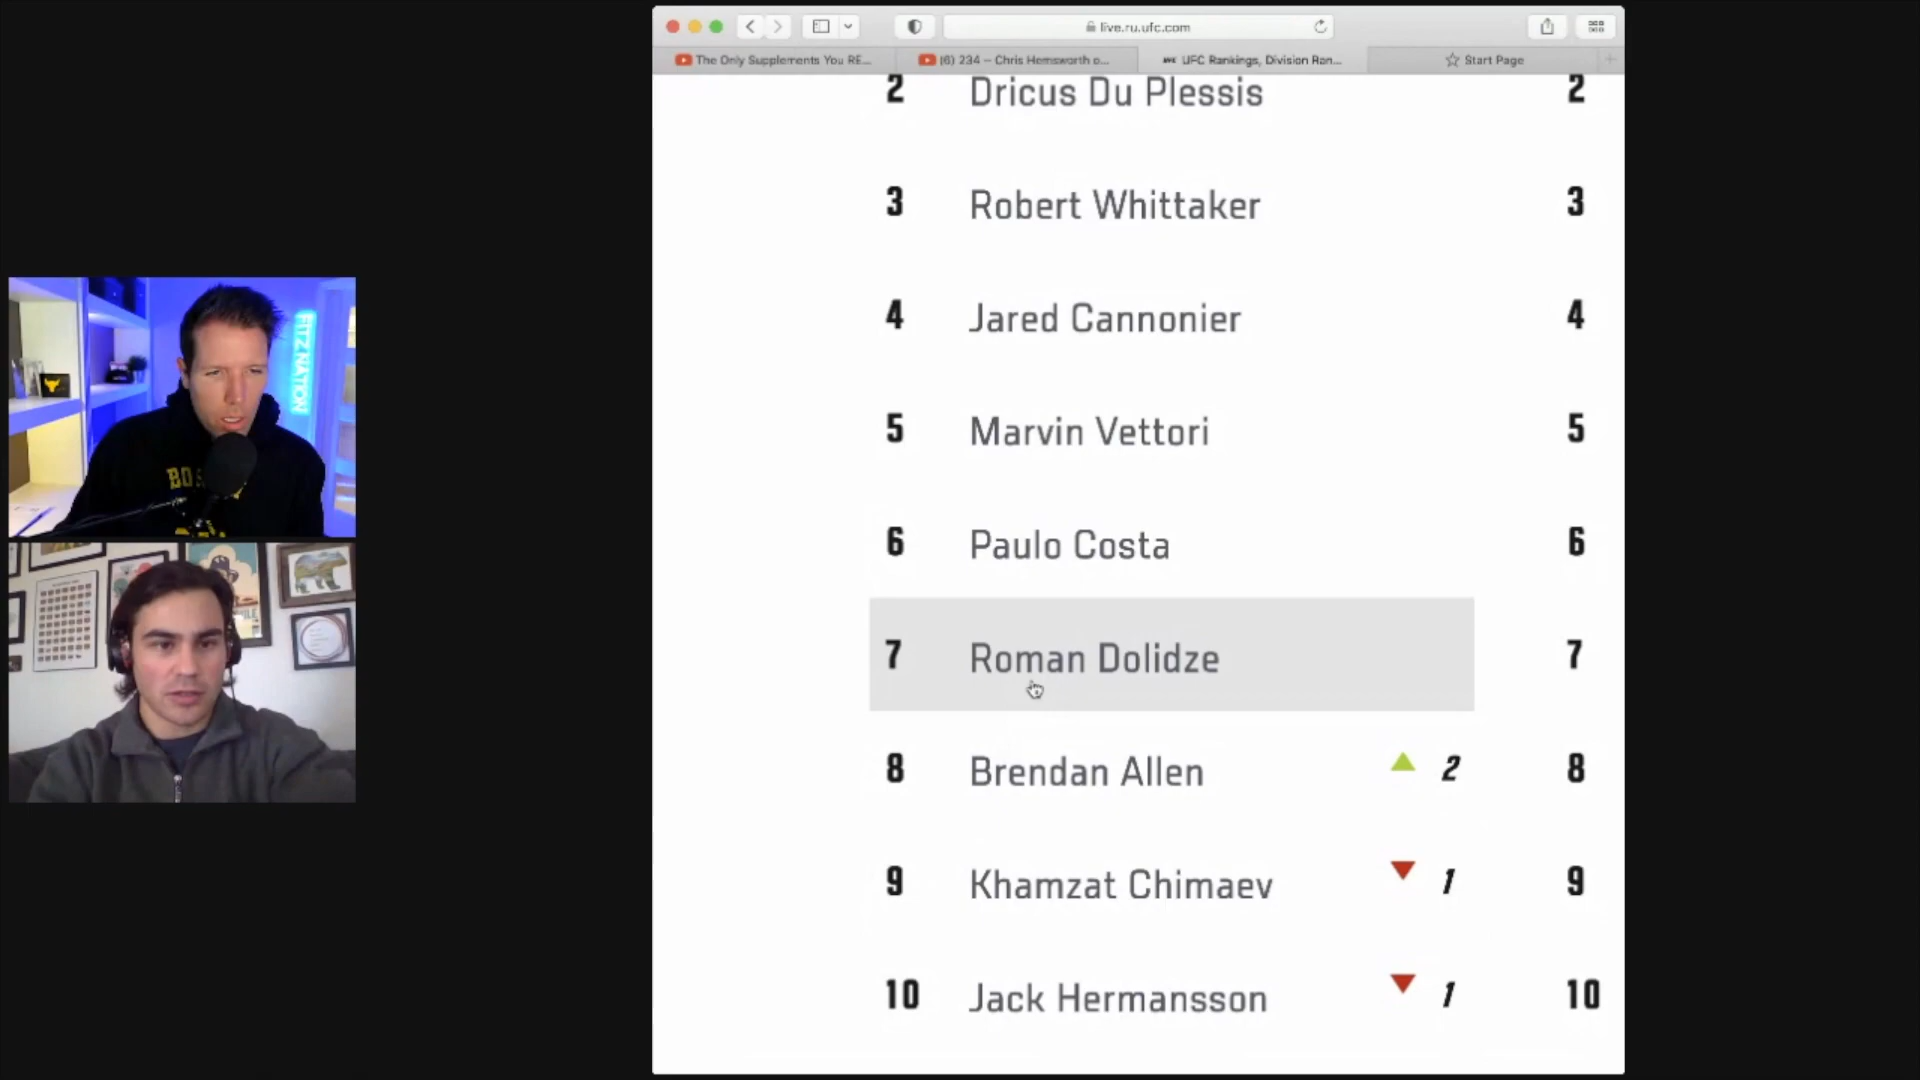 live.ru.ufc.com
The Only Supplements You RE...
(6) 234 – Chris Hemsworth o...
UFC Rankings, Division Ran...
Start Page
2 Dricus Du Plessis 2
3 Robert Whittaker 3
4 Jared Cannonier 4
5 Marvin Vettori 5
6 Paulo Costa 6
7 Roman Dolidze 7
8 Brendan Allen 2 8
9 Khamzat Chimaev 1 9
10 Jack Hermansson 1 10
FITZ NATION